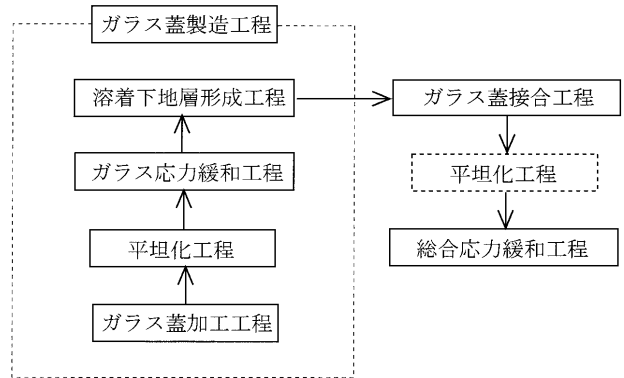 ガラス蓋製造工程
溶着下地層形成工程
ガラス蓋接合工程
ガラス応力緩和工程
平坦化工程
平坦化工程
総合応力緩和工程
ガラス蓋加工工程